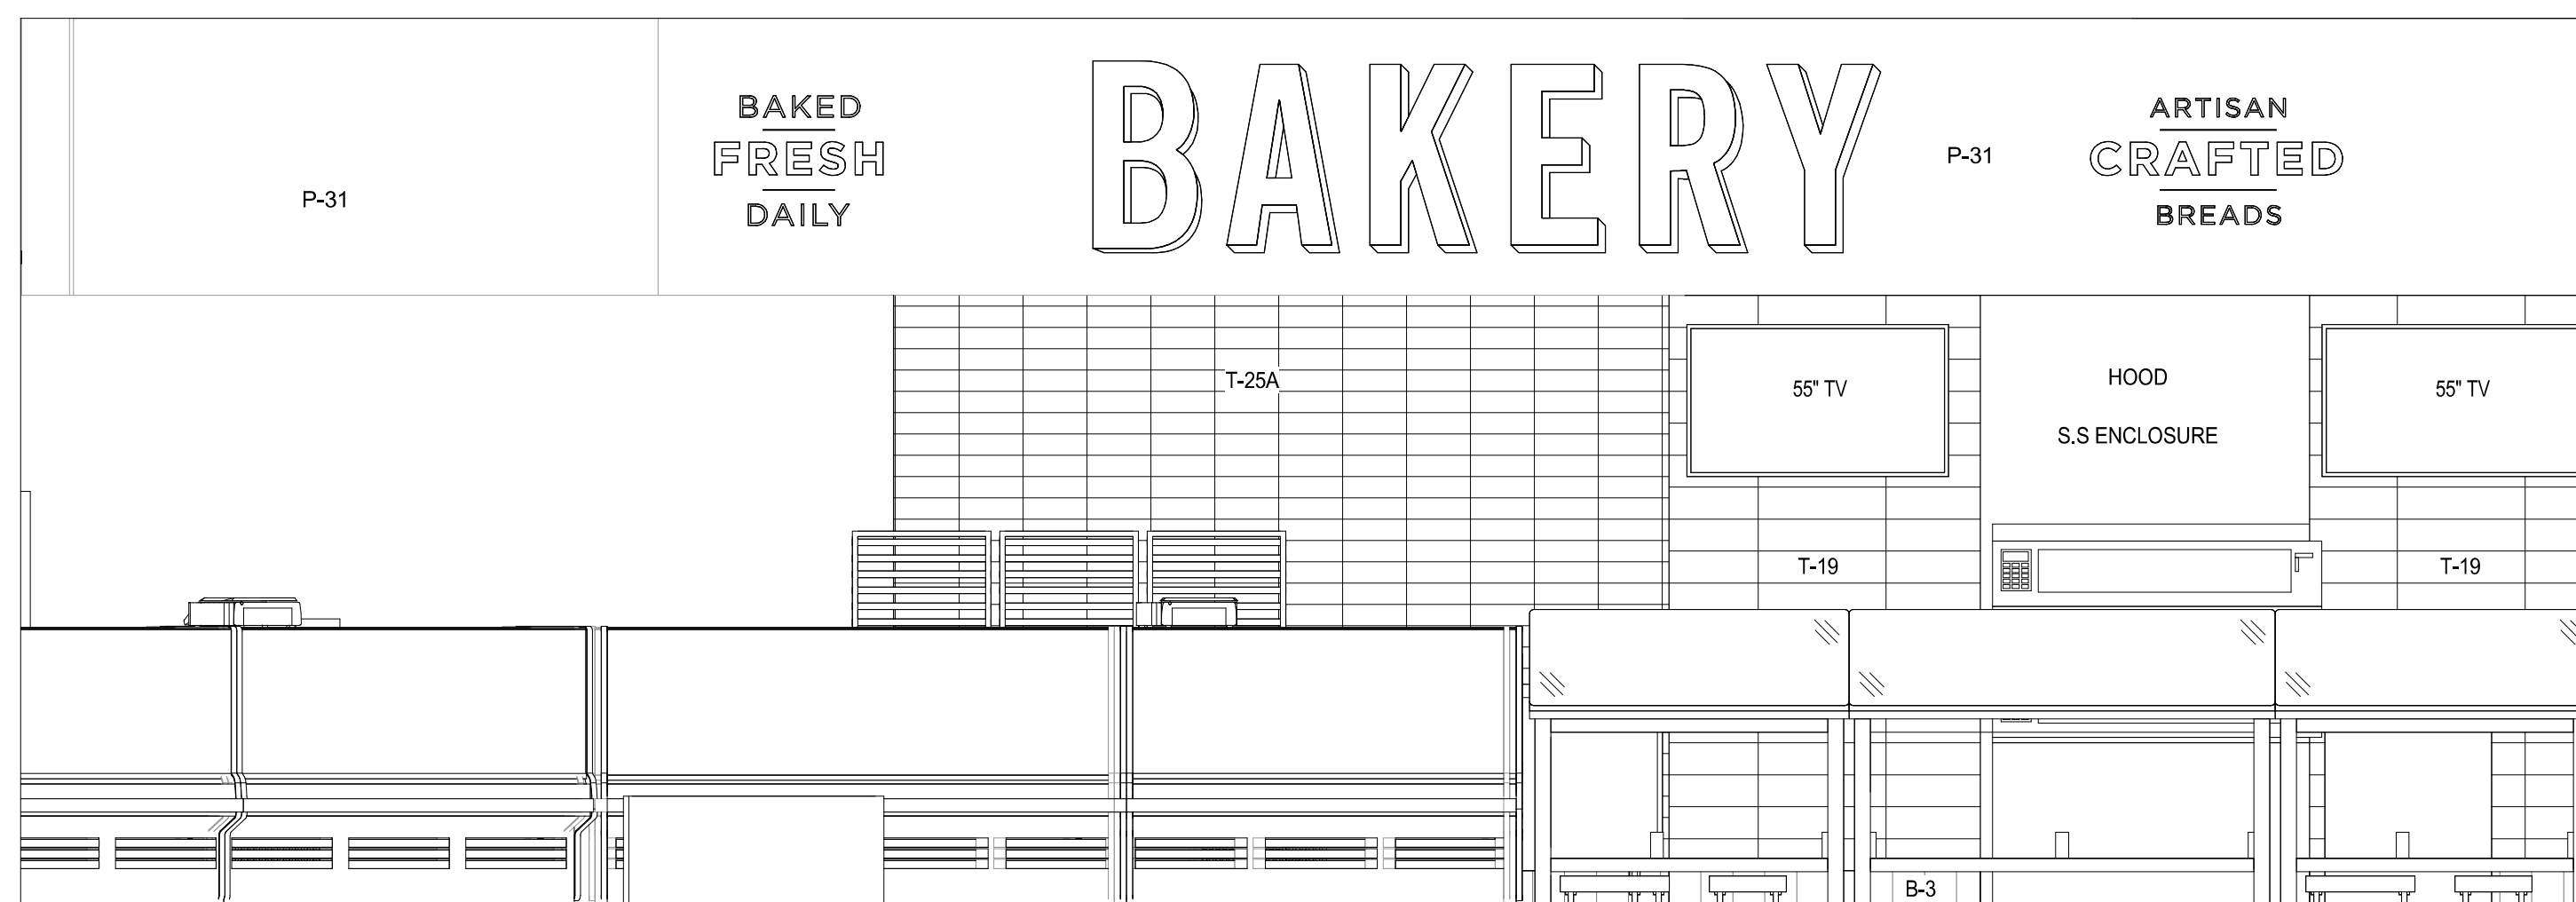 BAKED
FRESH
DAILY
P-31
BAKERY
P-31
ARTISAN
CRAFTED
BREADS
T-25A
55" TV
HOOD
S.S ENCLOSURE
55" TV
T-19
T-19
B-3